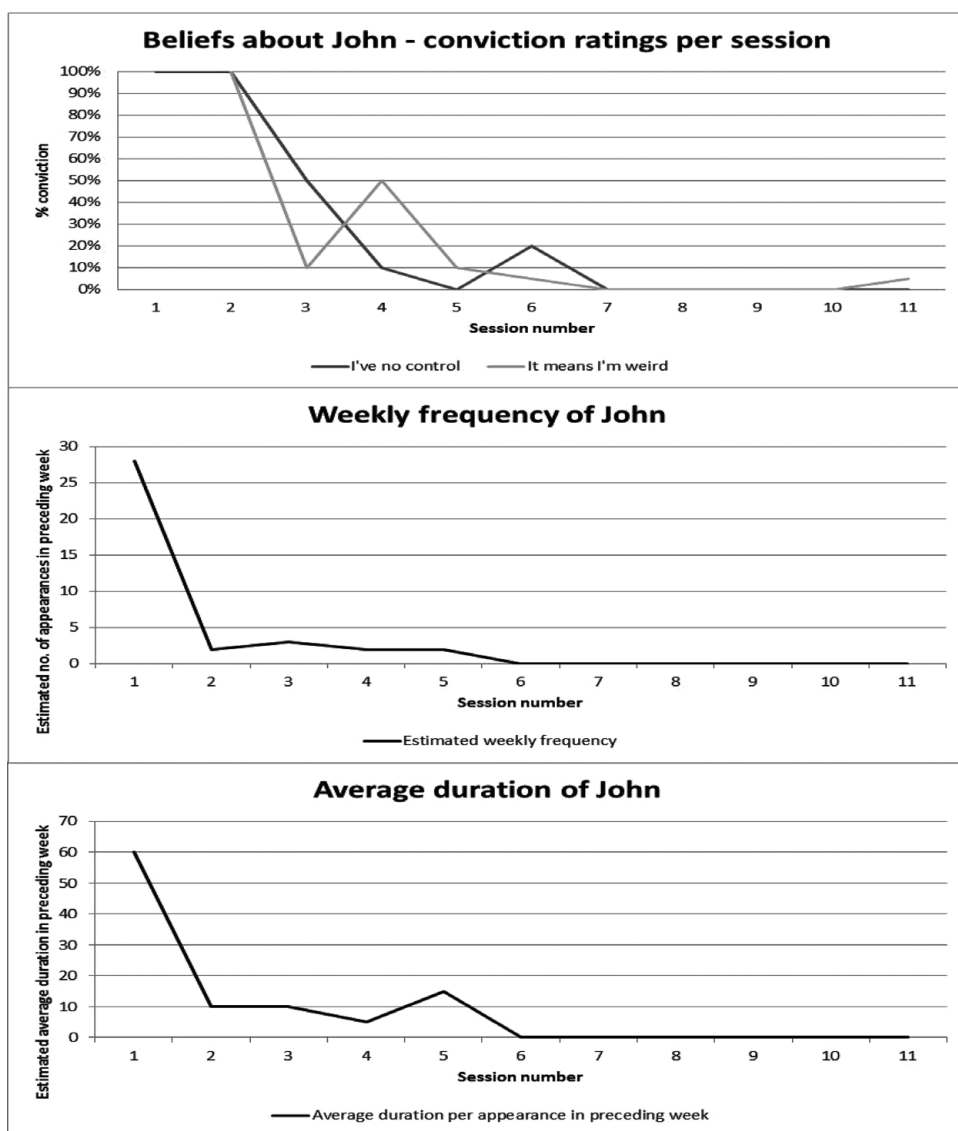 Beliefs about John - conviction ratings per session
% conviction
100%
90%
80%
70%
60%
50%
40%
30%
20%
10%
0%
1 2 3 4 5 6 7 8 9 10 11
Session number
I've no control It means I'm weird
Weekly frequency of John
Estimated no. of appearances in preceding week
30
25
20
15
10
5
0
1 2 3 4 5 6 7 8 9 10 11
Session number
Estimated weekly frequency
Average duration of John
Estimated average duration in preceding week
70
60
50
40
30
20
10
0
1 2 3 4 5 6 7 8 9 10 11
Session number
Average duration per appearance in preceding week